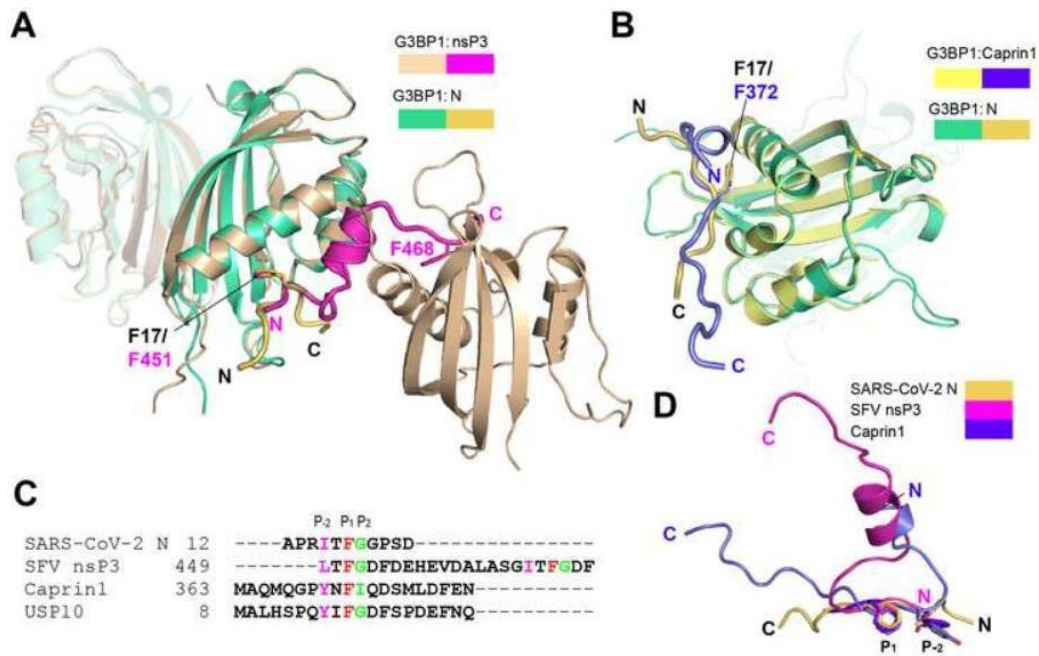 A
G3BP1:nsP3
G3BP1:N
F468
C
F17/
F451
N
N
C
B
G3BP1:Caprin1
G3BP1:N
F17/
F372
N
N
C
C
C
P-2 P1 P2
SARS-CoV-2 N 12 ----APRITFGGPSD---------------
SFV nsP3 449 -------LTFGDFDEHEVDALASGITFGDF
Caprin1 363 MAQMQGPYNFIQDSMLDFEN----------
USP10 8 MALHSPQYIFGDFSPDEFNQ----------
D
SARS-CoV-2 N
SFV nsP3
Caprin1
C
N
C
N
C
N
P1 P-2